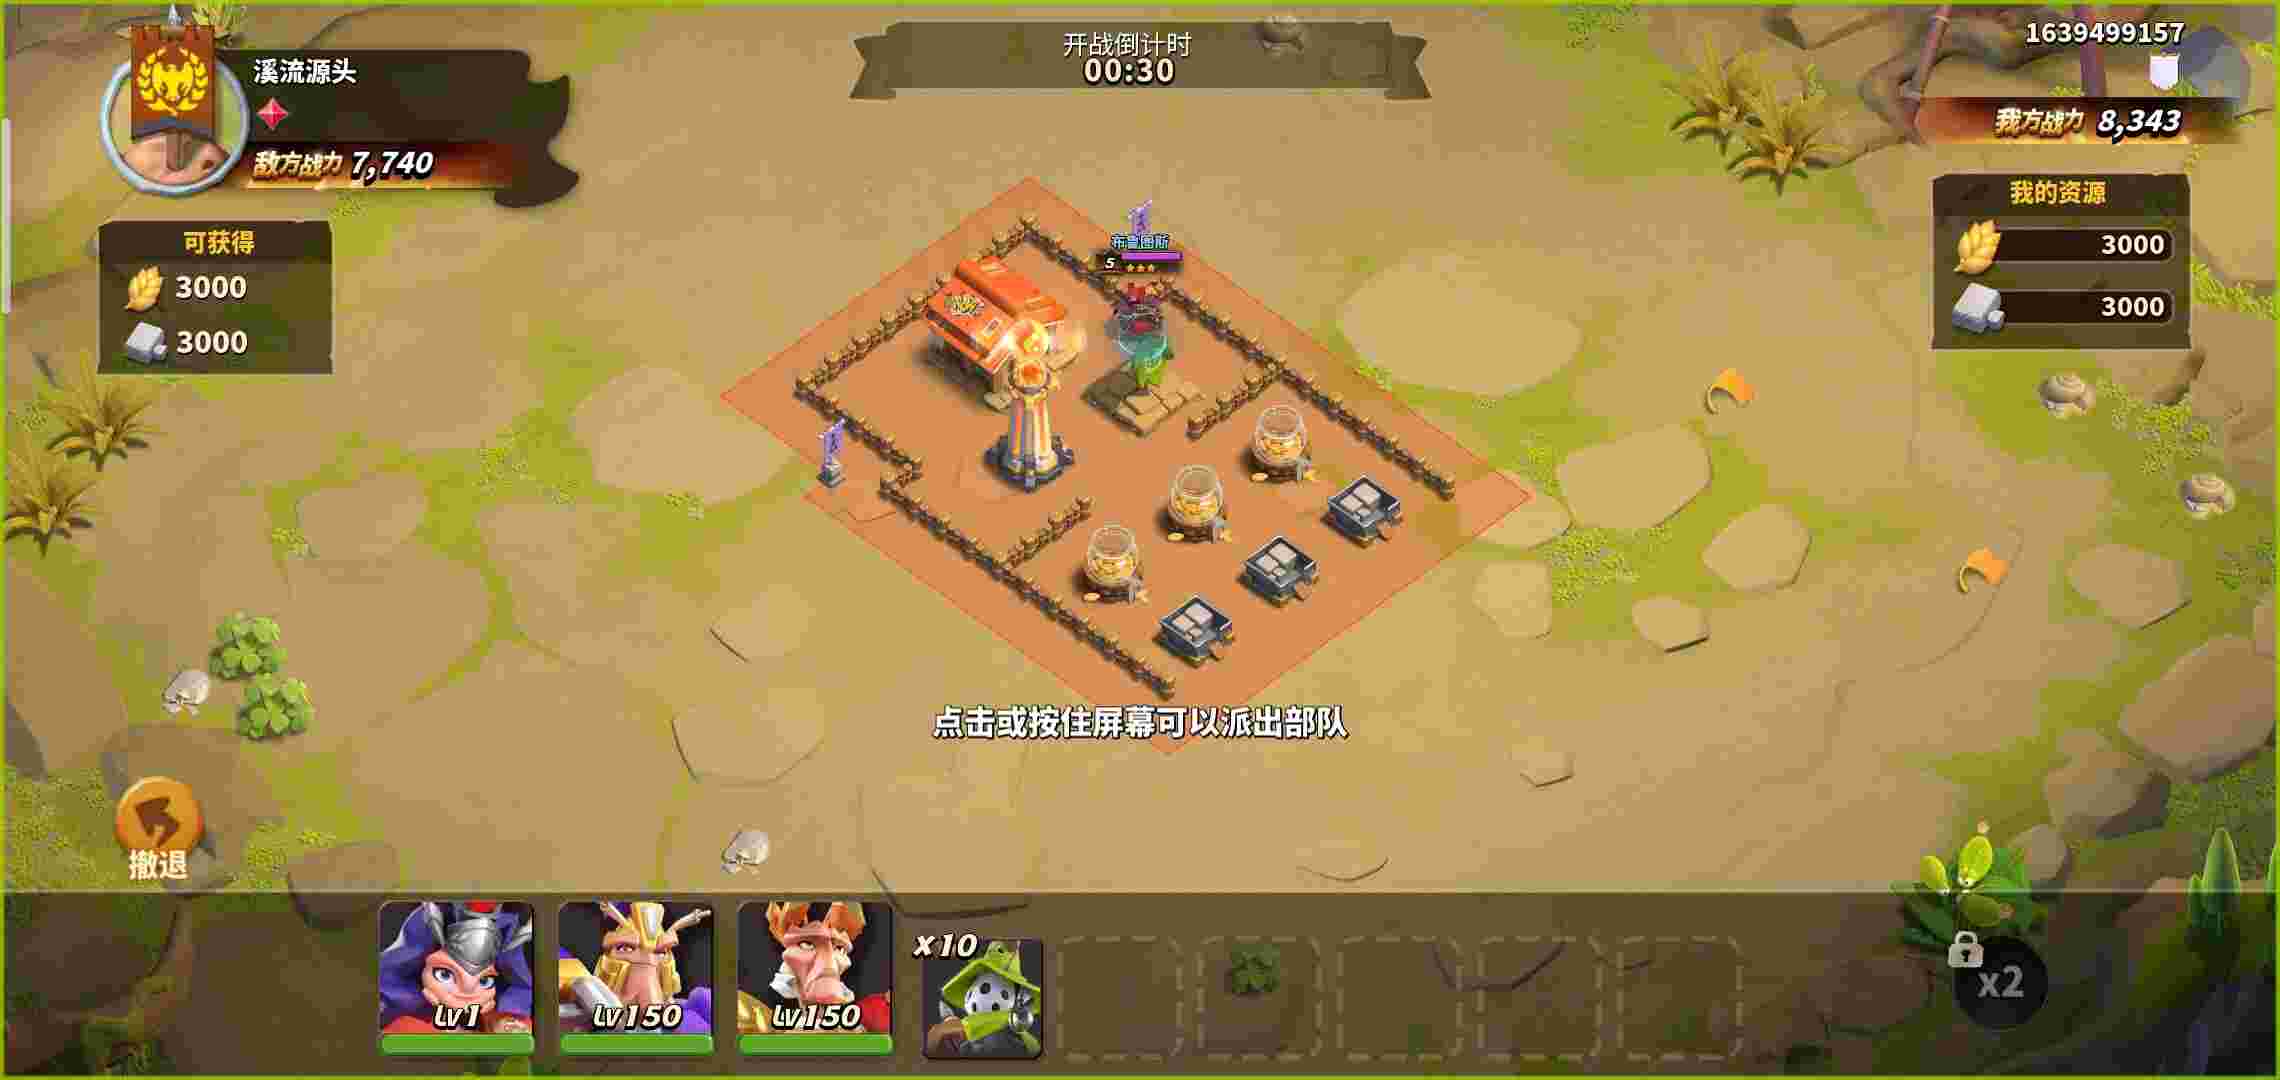 溪流源头
敌方战力 7,740
可获得
3000
3000
开战倒计时
00:30
1639499157
我方战力 8,343
我的资源
3000
3000
布鲁图斯
5
点击或按住屏幕可以派出部队
撤退
Lv1
Lv150
Lv150
x10
x2